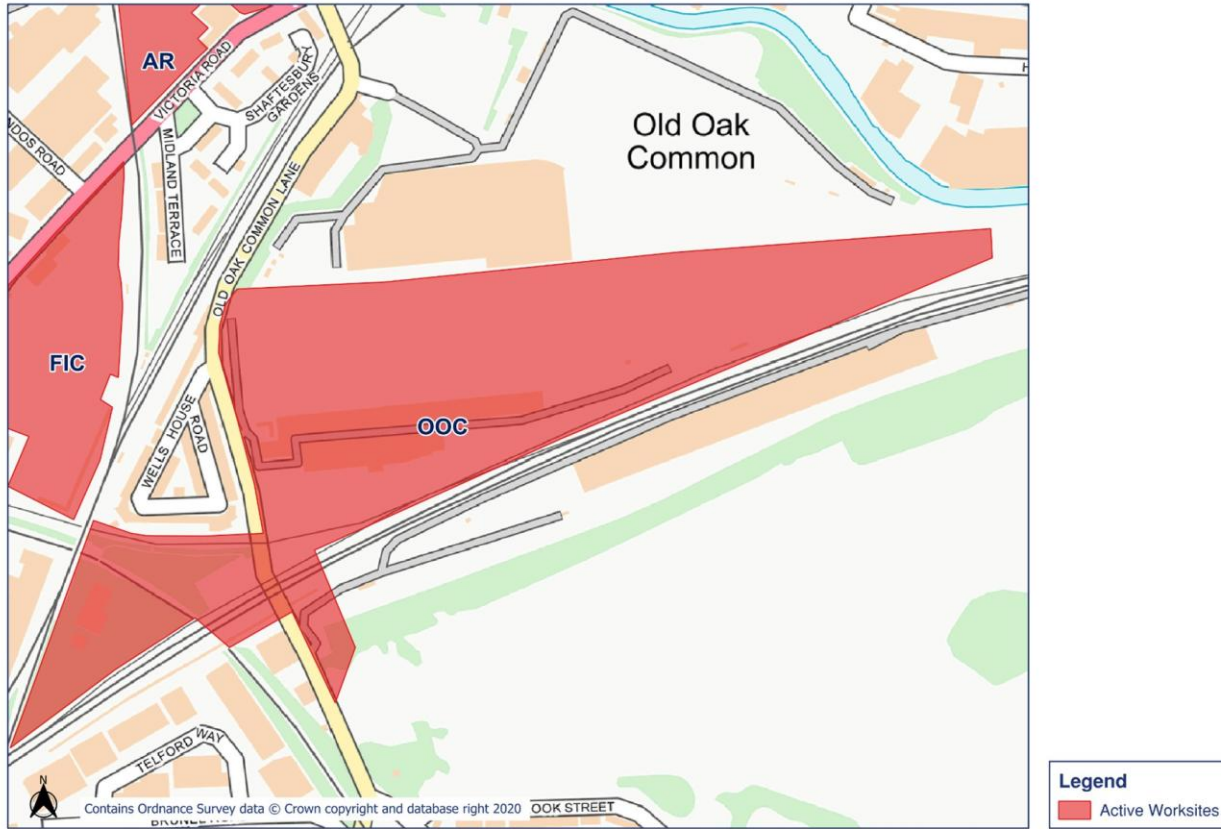 AR
VICTORIA ROAD
SHAFTESBURY
GARDENS
MIDLAND TERRACE
NDOS ROAD
Old Oak
Common
H
OLD OAK COMMON LANE
FIC
OOC
WELLS HOUSE
ROAD
TELFORD WAY
N
Contains Ordnance Survey data © Crown copyright and database right 2020
OOK STREET
Legend
Active Worksites